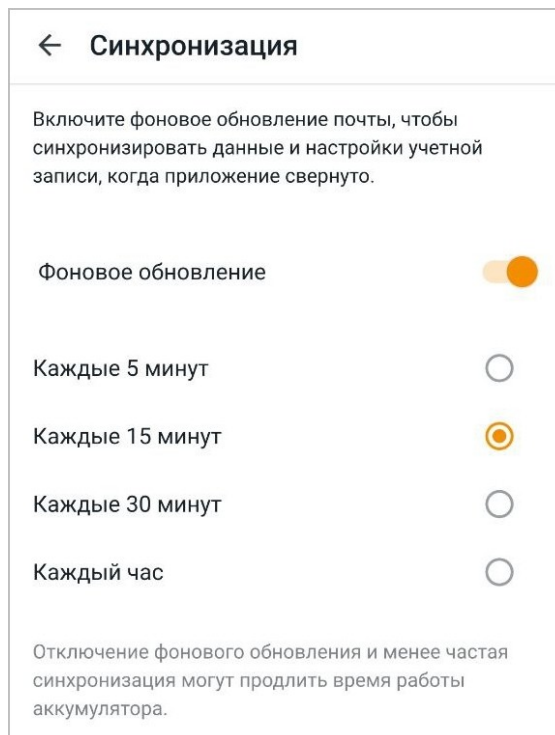 Синхронизация
Включите фоновое обновление почты, чтобы
синхронизировать данные и настройки учетной
записи, когда приложение свернуто.
Фоновое обновление
Каждые 5 минут
Каждые 15 минут
Каждые 30 минут
Каждый час
Отключение фонового обновления и менее частая
синхронизация могут продлить время работы
аккумулятора.